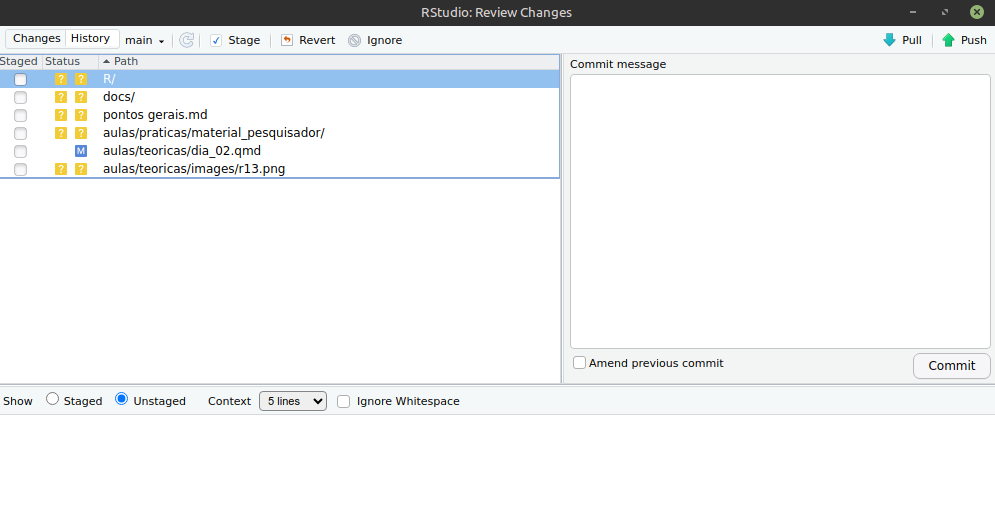 RStudio: Review Changes
Changes History main Stage Revert Ignore Pull Push
Staged Status Path
? ? R/
? ? docs/
? ? pontos gerais.md
? ? aulas/praticas/material_pesquisador/
M aulas/teoricas/dia_02.qmd
? ? aulas/teoricas/images/r13.png
Commit message
Amend previous commit Commit
Show Staged Unstaged Context 5 lines Ignore Whitespace